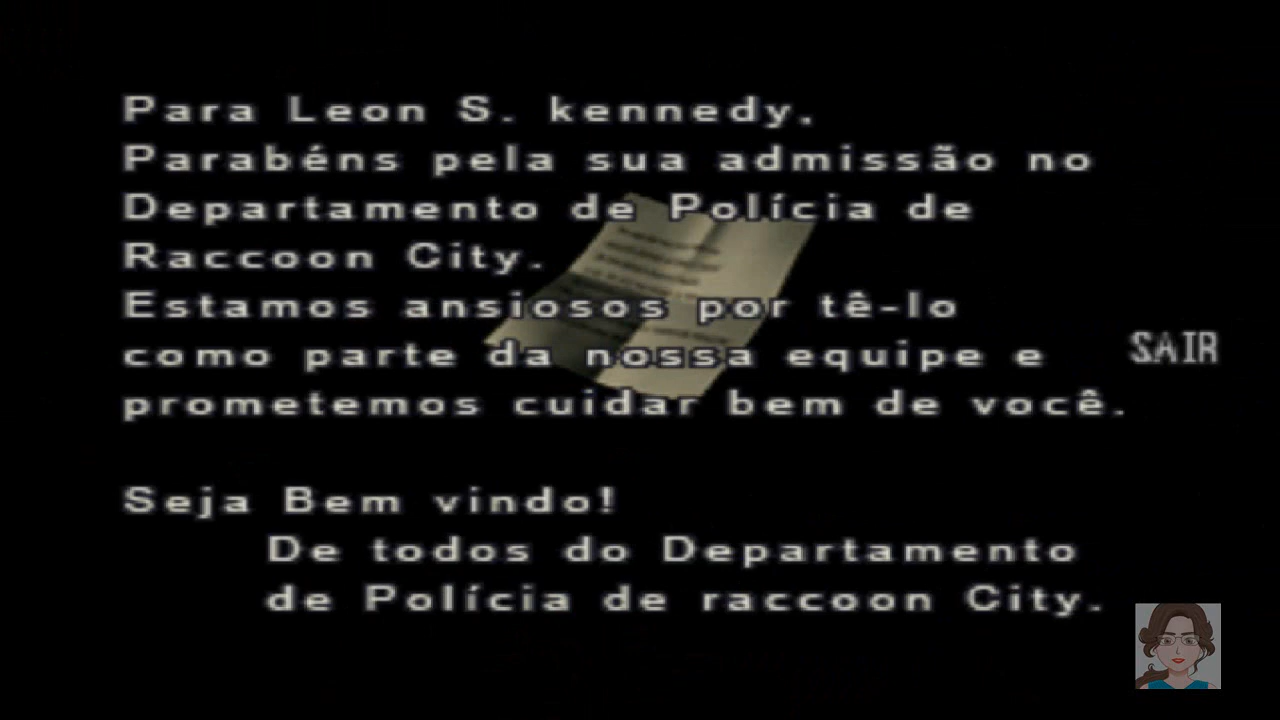 Para Leon S. kennedy,
Parabéns pela sua admissão no
Departamento de Polícia de
Raccoon City.
Estamos ansiosos por tê-lo
como parte da nossa equipe e
prometemos cuidar bem de você.
SAIR
Seja Bem vindo!
De todos do Departamento
de Polícia de raccoon City.